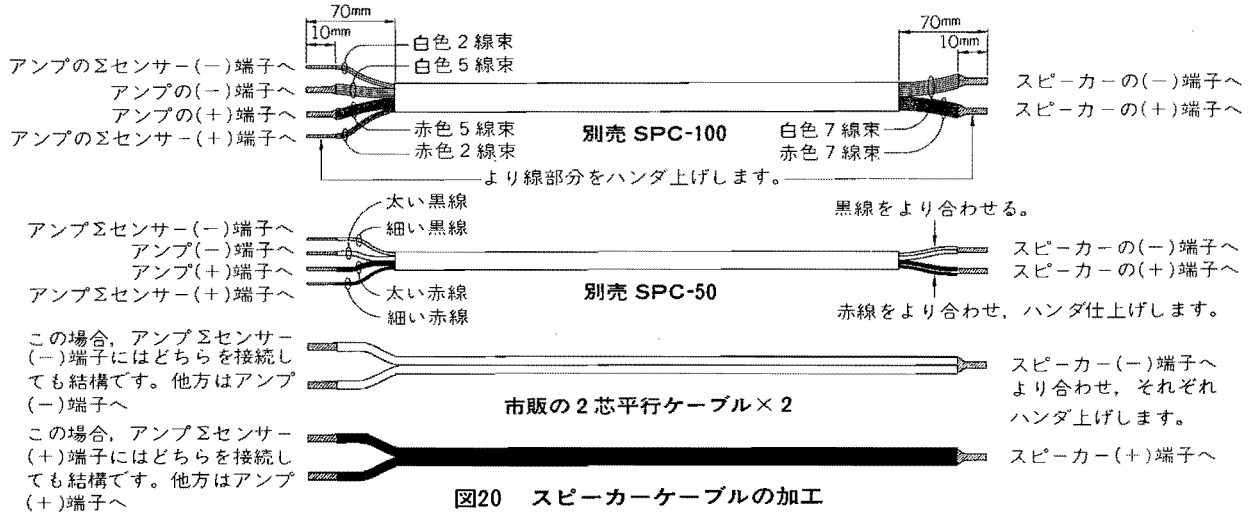 70mm
10mm
白色2線束
白色5線束
アンプのΣセンサー(−)端子へ
アンプの(−)端子へ
アンプの(+)端子へ
アンプのΣセンサー(+)端子へ
赤色5線束
赤色2線束
別売 SPC-100
70mm
10mm
スピーカーの(−)端子へ
スピーカーの(+)端子へ
白色7線束
赤色7線束
より線部分をハンダ上げします。
太い黒線
細い黒線
アンプΣセンサー(−)端子へ
アンプ(−)端子へ
アンプ(+)端子へ
アンプΣセンサー(+)端子へ
太い赤線
細い赤線
別売 SPC-50
黒線をより合わせる。
スピーカーの(−)端子へ
スピーカーの(+)端子へ
赤線をより合わせ，ハンダ仕上げします。
この場合，アンプΣセンサー
(−)端子にはどちらを接続し
ても結構です。他方はアンプ
(−)端子へ
市販の2芯平行ケーブル×2
スピーカー(−)端子へ
より合わせ，それぞれ
ハンダ上げします。
この場合，アンプΣセンサー
(+)端子にはどちらを接続し
ても結構です。他方はアンプ
(+)端子へ
スピーカー(+)端子へ
図20 スピーカーケーブルの加工